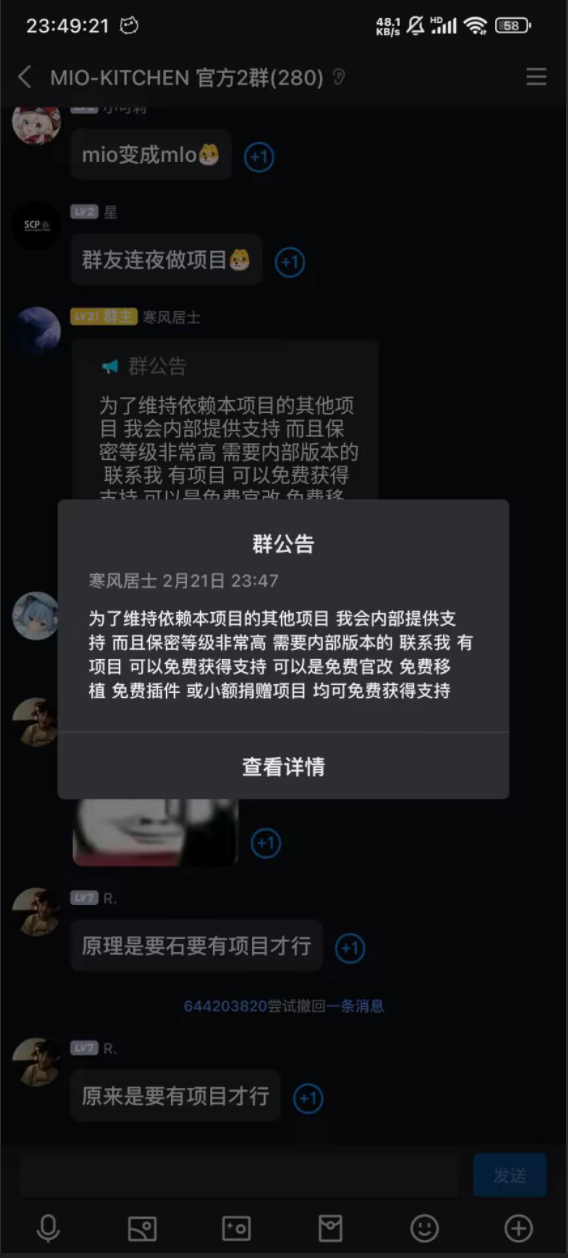 23:49:21
48.1 KB/s HD 58
MIO-KITCHEN 官方2群(280)
小可莉
mio变成mlo
+1
SCP
LV2 星
群友连夜做项目
+1
LV21 群主 寒风居士
群公告
为了维持依赖本项目的其他项
目 我会内部提供支持 而且保
密等级非常高 需要内部版本的
联系我 有项目 可以免费获得
支持 可以是免费官改 免费移
群公告
寒风居士 2月21日 23:47
为了维持依赖本项目的其他项目 我会内部提供支
持 而且保密等级非常高 需要内部版本的 联系我 有
项目 可以免费获得支持 可以是免费官改 免费移
植 免费插件 或小额捐赠项目 均可免费获得支持
查看详情
+1
LV7 R.
原理是要石要有项目才行
+1
644203820尝试撤回一条消息
LV7 R.
原来是要有项目才行
+1
发送